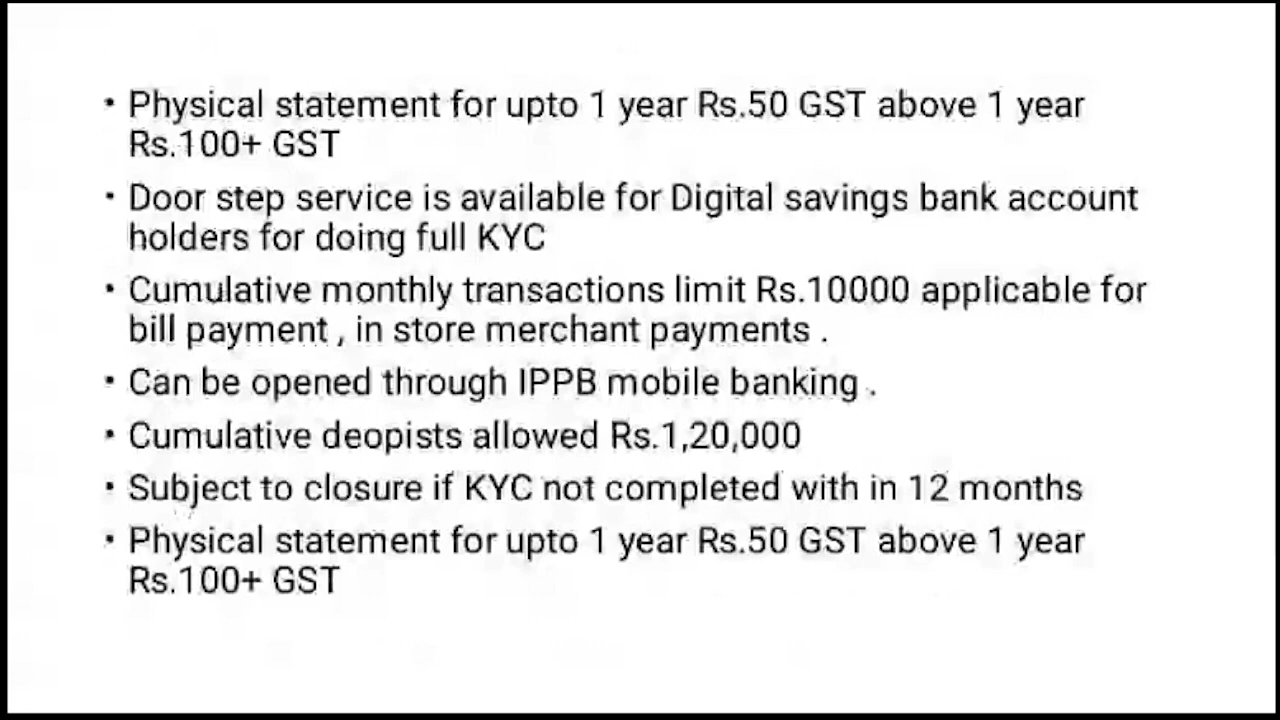 • Physical statement for upto 1 year Rs.50 GST above 1 year
Rs.100+ GST
• Door step service is available for Digital savings bank account
holders for doing full KYC
• Cumulative monthly transactions limit Rs.10000 applicable for
bill payment , in store merchant payments .
• Can be opened through IPPB mobile banking .
• Cumulative deopists allowed Rs.1,20,000
• Subject to closure if KYC not completed with in 12 months
• Physical statement for upto 1 year Rs.50 GST above 1 year
Rs.100+ GST